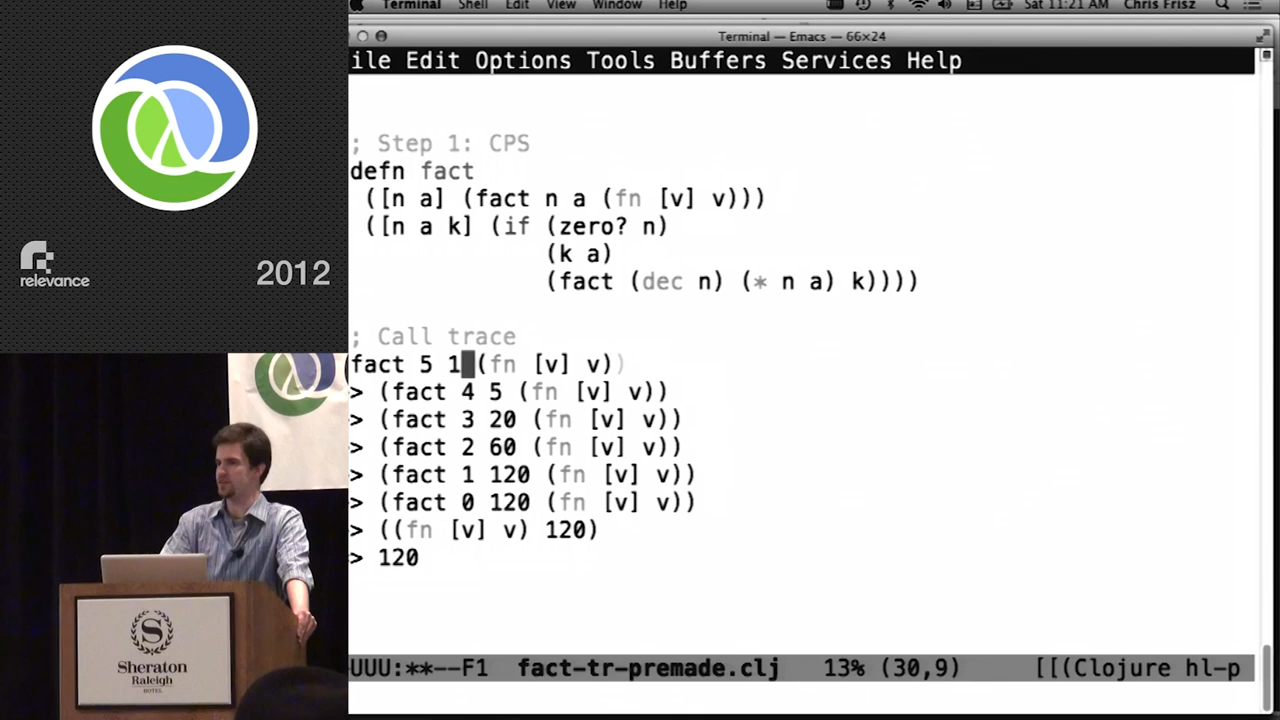 Terminal Shell Edit View Window Help Sat 11:21 AM Chris Frisz
Terminal — Emacs — 66×24
ile Edit Options Tools Buffers Services Help
; Step 1: CPS
defn fact
([n a] (fact n a (fn [v] v)))
([n a k] (if (zero? n)
(k a)
(fact (dec n) (* n a) k))))
; Call trace
fact 5 1 (fn [v] v))
> (fact 4 5 (fn [v] v))
> (fact 3 20 (fn [v] v))
> (fact 2 60 (fn [v] v))
> (fact 1 120 (fn [v] v))
> (fact 0 120 (fn [v] v))
> ((fn [v] v) 120)
> 120
UUU:**--F1 fact-tr-premade.clj 13% (30,9) [[(Clojure hl-p
relevance
2012
S
Sheraton
Raleigh
HOTEL